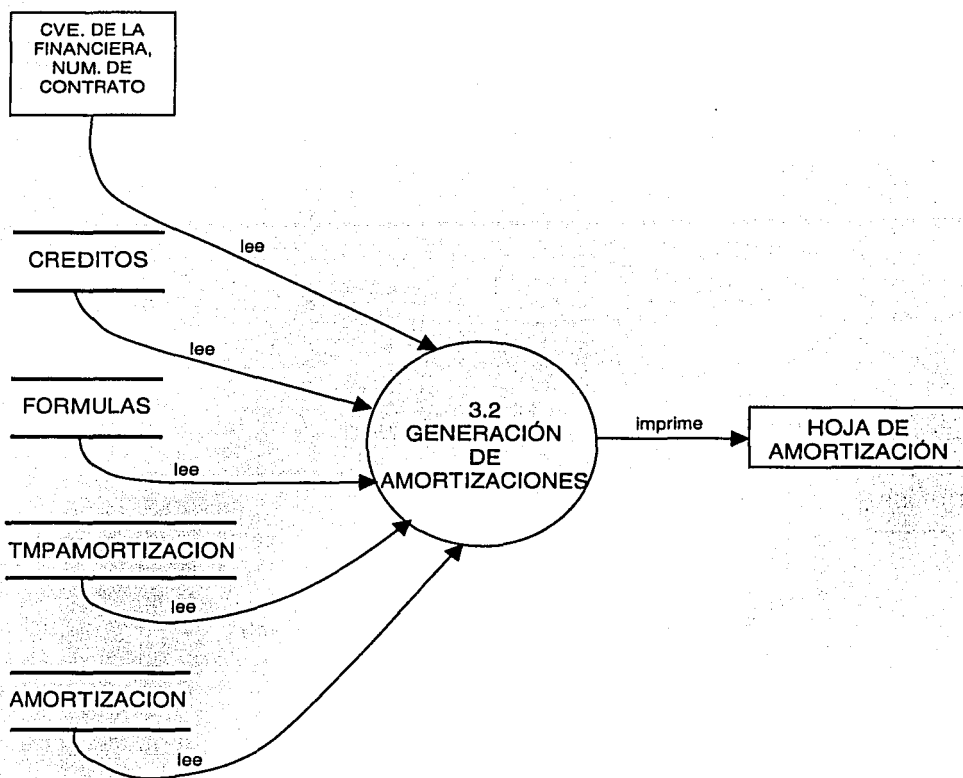 CVE. DE LA
FINANCIERA,
NUM. DE
CONTRATO
lee
CREDITOS
lee
FORMULAS
lee
TMPAMORTIZACION
lee
AMORTIZACION
lee
3.2
GENERACIÓN
DE
AMORTIZACIONES
imprime
HOJA DE
AMORTIZACIÓN